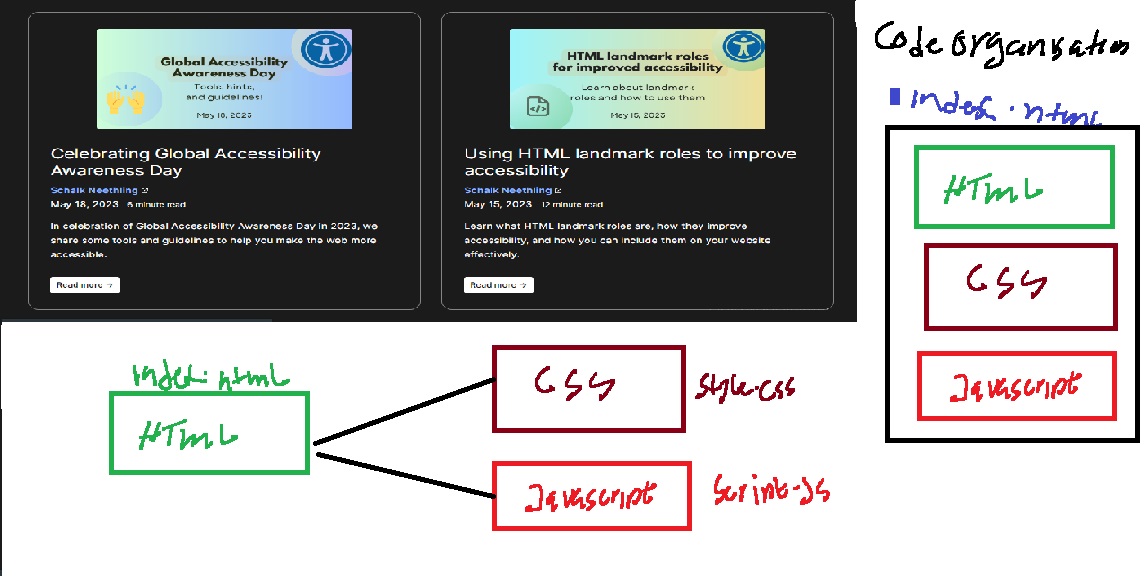 Global Accessibility
Awareness Day
Tools, hints,
and guidelines!
May 18, 2023
Celebrating Global Accessibility
Awareness Day
Schalk Neethling
May 18, 2023 6 minute read
In celebration of Global Accessibility Awareness Day in 2023, we
share some tools and guidelines to help you make the web more
accessible.
Read more →
HTML landmark roles
for improved accessibility
Learn about landmark
roles and how to use them
May 15, 2023
Using HTML landmark roles to improve
accessibility
Schalk Neethling
May 15, 2023 12 minute read
Learn what HTML landmark roles are, how they improve
accessibility, and how you can include them on your website
effectively.
Read more →
Code organisation
index.html
HTML
CSS
Javascript
index.html
HTML
CSS
style.css
Javascript
script.js